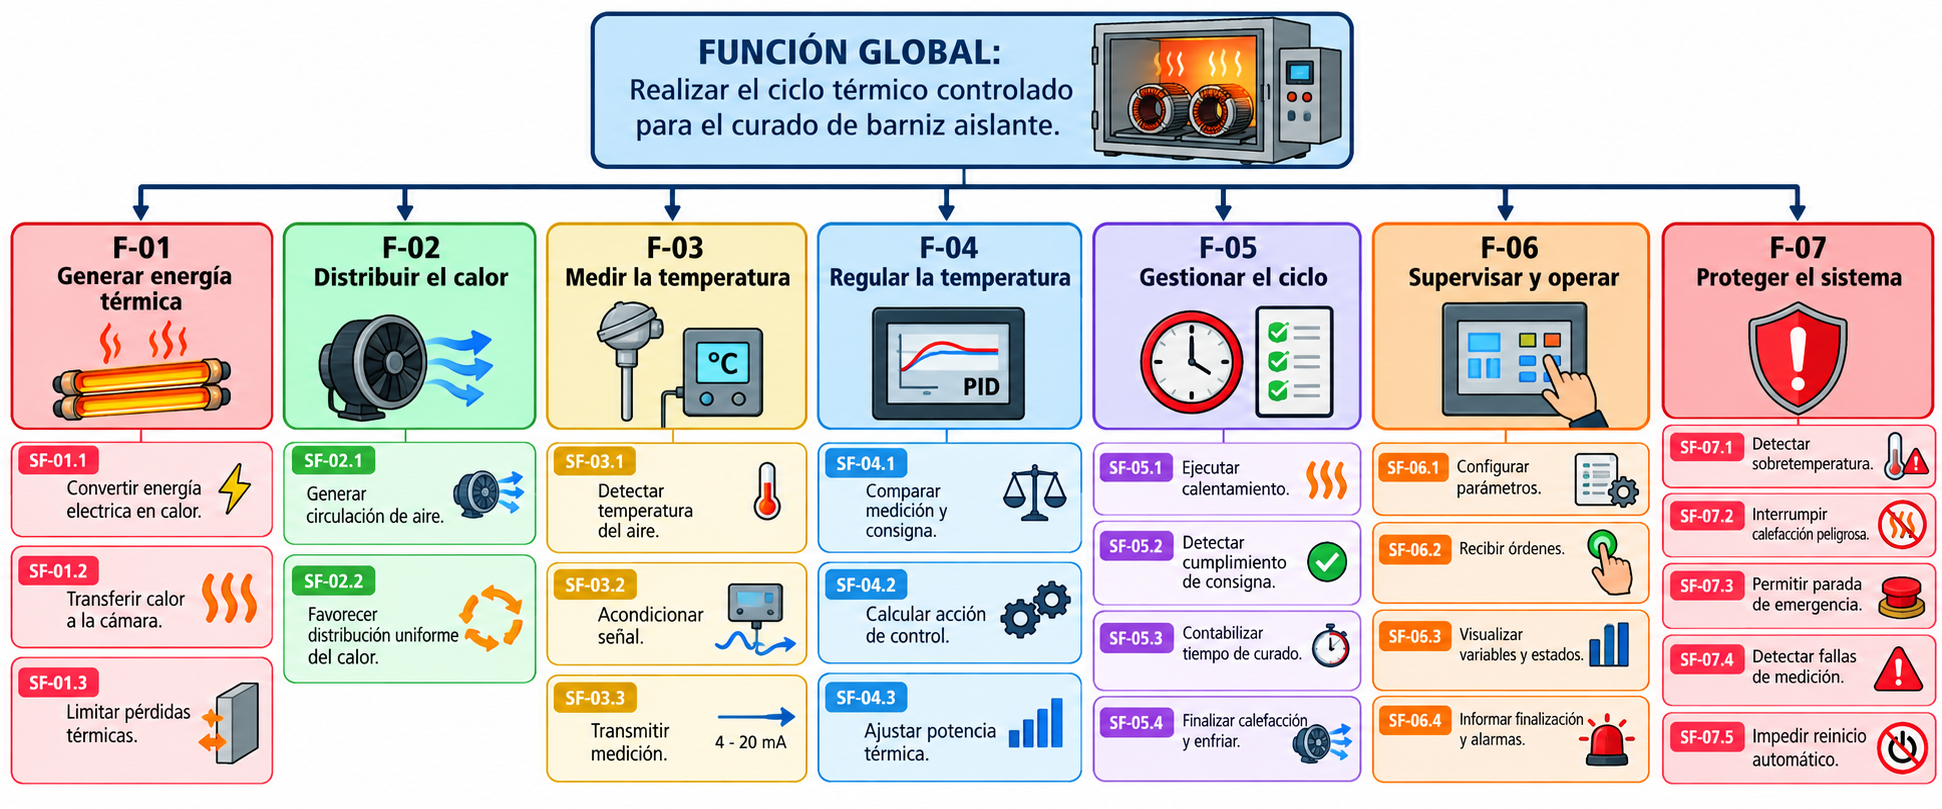 FUNCIÓN GLOBAL:
Realizar el ciclo térmico controlado
para el curado de barniz aislante.
F-01
Generar energía
térmica
SF-01.1
Convertir energía
electrica en calor.
SF-01.2
Transferir calor
a la cámara.
SF-01.3
Limitar pérdidas
térmicas.
F-02
Distribuir el calor
SF-02.1
Generar
circulación de aire.
SF-02.2
Favorecer
distribución uniforme
del calor.
F-03
Medir la temperatura
°C
SF-03.1
Detectar
temperatura
del aire.
SF-03.2
Acondicionar
señal.
SF-03.3
Transmitir
medición.
4 - 20 mA
F-04
Regular la temperatura
PID
SF-04.1
Comparar
medición y
consigna.
SF-04.2
Calcular acción
de control.
SF-04.3
Ajustar potencia
térmica.
F-05
Gestionar el ciclo
SF-05.1
Ejecutar
calentamiento.
SF-05.2
Detectar
cumplimiento
de consigna.
SF-05.3
Contabilizar
tiempo de curado.
SF-05.4
Finalizar calefacción
y enfriar.
F-06
Supervisar y operar
SF-06.1
Configurar
parámetros.
SF-06.2
Recibir órdenes.
SF-06.3
Visualizar
variables y estados.
SF-06.4
Informar finalización
y alarmas.
F-07
Proteger el sistema
SF-07.1
Detectar
sobretemperatura.
SF-07.2
Interrumpir
calefacción peligrosa.
SF-07.3
Permitir parada
de emergencia.
SF-07.4
Detectar fallas
de medición.
SF-07.5
Impedir reinicio
automático.